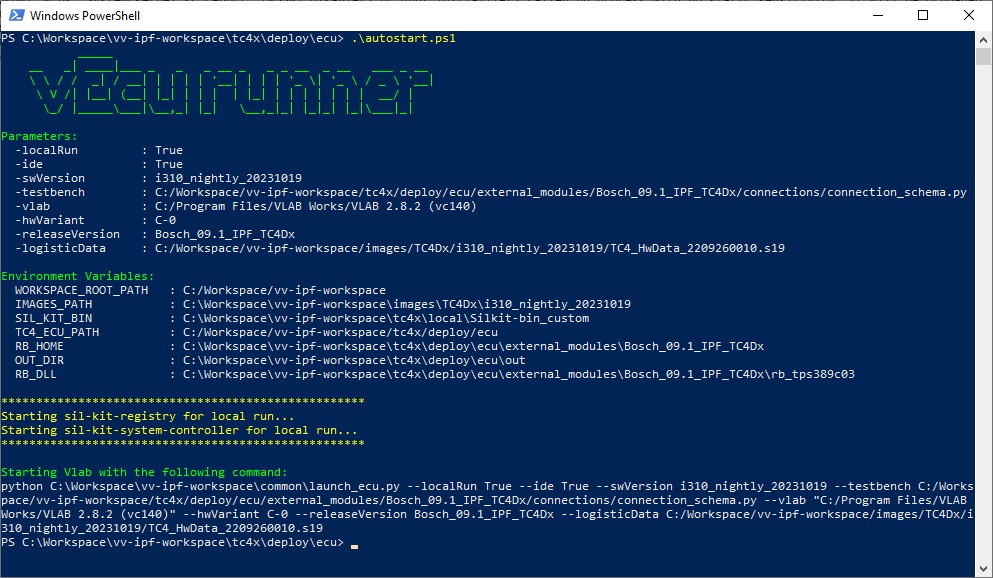 Windows PowerShell
PS C:\Workspace\vv-ipf-workspace\tc4x\deploy\ecu> .\autostart.ps1
vEcu runner
Parameters:
-localRun : True
-ide : True
-swVersion : i310_nightly_20231019
-testbench : C:/Workspace/vv-ipf-workspace/tc4x/deploy/ecu/external_modules/Bosch_09.1_IPF_TC4Dx/connections/connection_schema.py
-vlab : C:/Program Files/VLAB Works/VLAB 2.8.2 (vc140)
-hwVariant : C-0
-releaseVersion : Bosch_09.1_IPF_TC4Dx
-logisticData : C:/Workspace/vv-ipf-workspace/images/TC4Dx/i310_nightly_20231019/TC4_HwData_2209260010.s19
Environment Variables:
WORKSPACE_ROOT_PATH : C:/Workspace/vv-ipf-workspace
IMAGES_PATH : C:\Workspace\vv-ipf-workspace\images\TC4Dx\i310_nightly_20231019
SIL_KIT_BIN : C:\Workspace\vv-ipf-workspace\tc4x\local\Silkit-bin_custom
TC4_ECU_PATH : C:/Workspace/vv-ipf-workspace/tc4x/deploy/ecu
RB_HOME : C:\Workspace\vv-ipf-workspace\tc4x\deploy\ecu\external_modules\Bosch_09.1_IPF_TC4Dx
OUT_DIR : C:\Workspace\vv-ipf-workspace\tc4x\deploy\ecu\out
RB_DLL : C:\Workspace\vv-ipf-workspace\tc4x\deploy\ecu\external_modules\Bosch_09.1_IPF_TC4Dx\rb_tps389c03
****************************************************
Starting sil-kit-registry for local run...
Starting sil-kit-system-controller for local run...
****************************************************
Starting Vlab with the following command:
python C:\Workspace\vv-ipf-workspace\common\launch_ecu.py --localRun True --ide True --swVersion i310_nightly_20231019 --testbench C:/Works
pace/vv-ipf-workspace/tc4x/deploy/ecu/external_modules/Bosch_09.1_IPF_TC4Dx/connections/connection_schema.py --vlab "C:/Program Files/VLAB
Works/VLAB 2.8.2 (vc140)" --hwVariant C-0 --releaseVersion Bosch_09.1_IPF_TC4Dx --logisticData C:/Workspace/vv-ipf-workspace/images/TC4Dx/i
310_nightly_20231019/TC4_HwData_2209260010.s19
PS C:\Workspace\vv-ipf-workspace\tc4x\deploy\ecu>